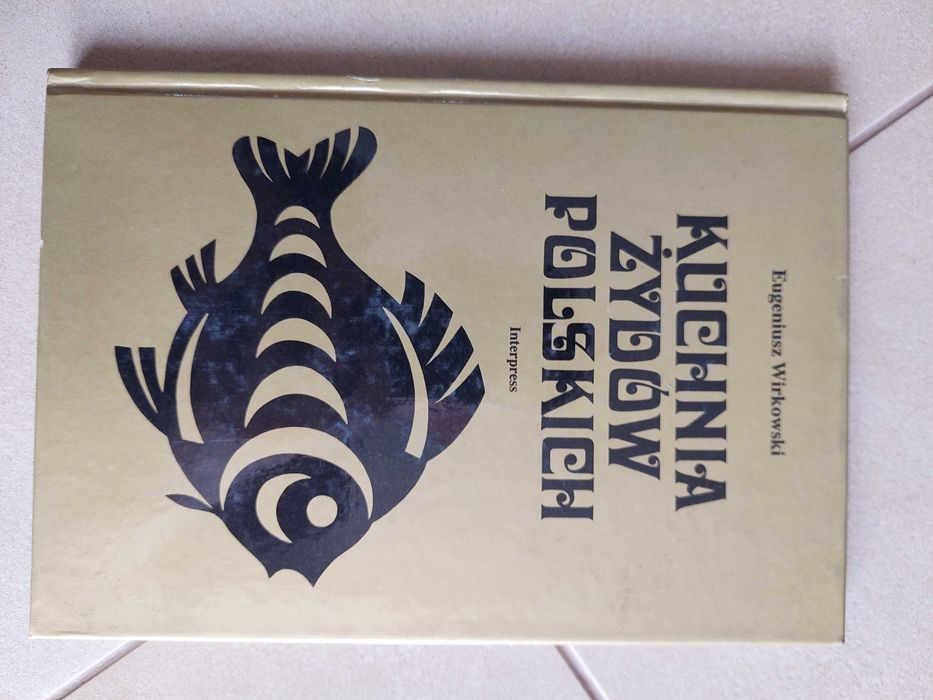 Eugeniusz Wirkowski
KUCHNIA
ŻYDÓW
POLSKICH
Interpress